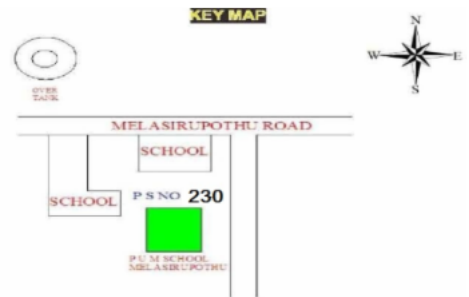 KEY MAP
N
W E
S
OVER
TANK
MELASIRUPOTHU ROAD
SCHOOL
SCHOOL
P S NO 230
P U M SCHOOL
MELASIRUPOTHU